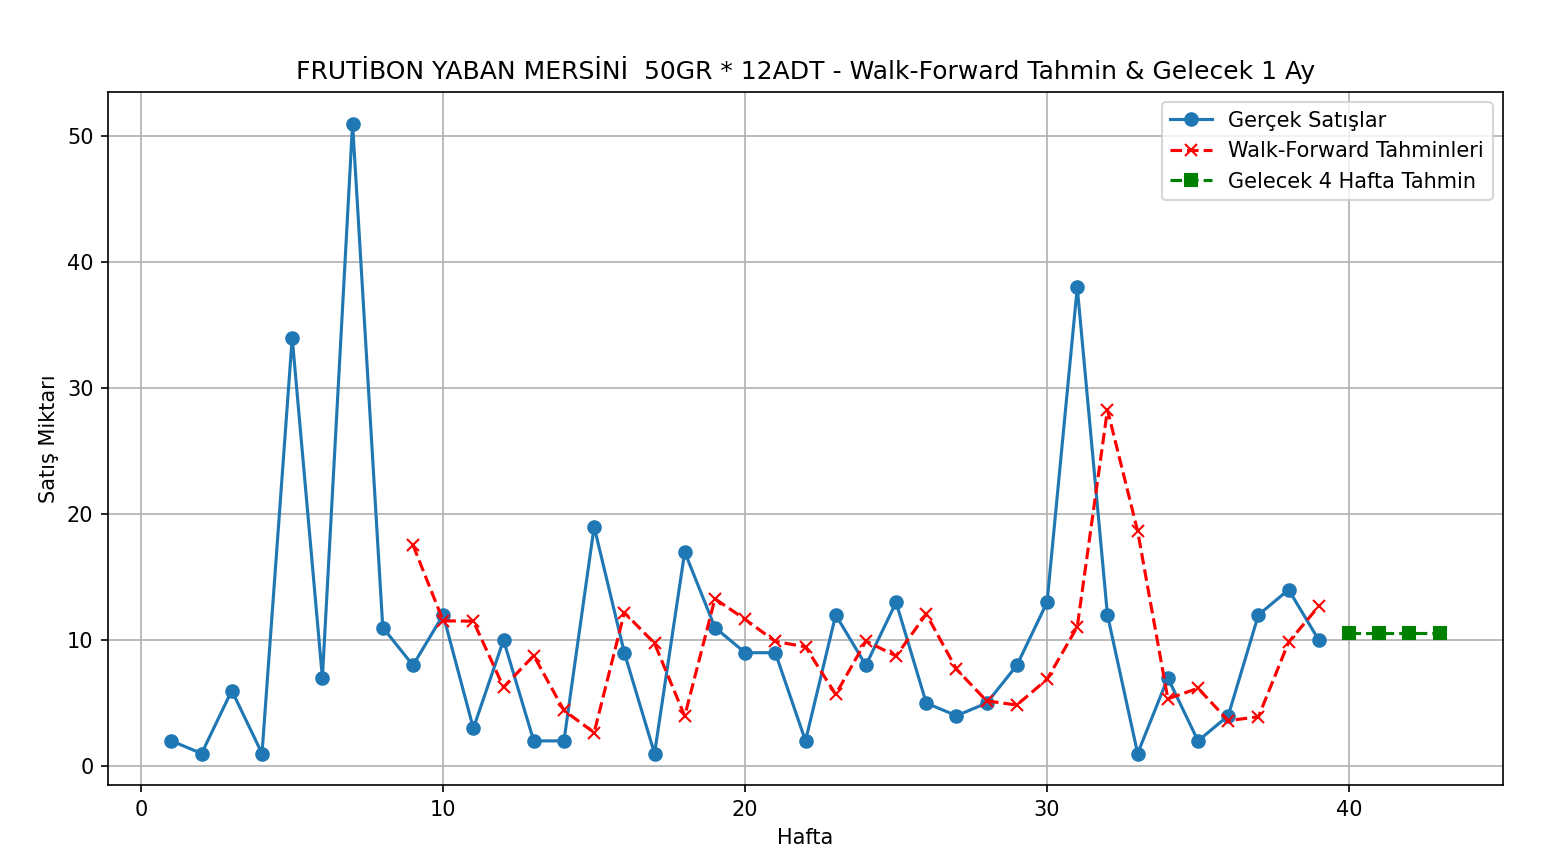 FRUTİBON YABAN MERSİNİ  50GR * 12ADT - Walk-Forward Tahmin & Gelecek 1 Ay
Gerçek Satışlar
Walk-Forward Tahminleri
Gelecek 4 Hafta Tahmin
Satış Miktarı
50
40
30
20
10
0
0 10 20 30 40
Hafta